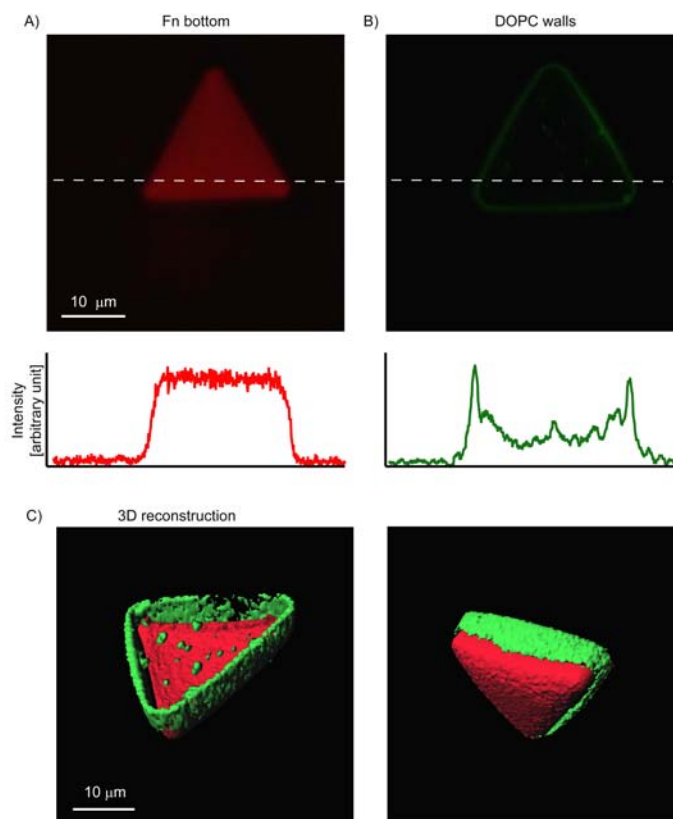 A)
Fn bottom
B)
DOPC walls
10 μm
Intensity
[arbitrary unit]
C)
3D reconstruction
10 μm